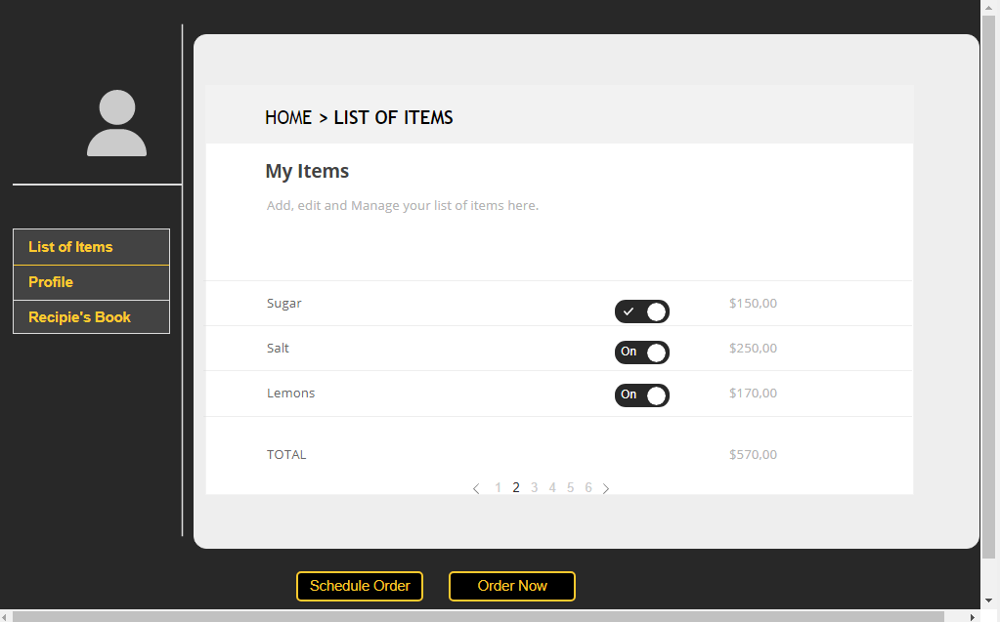 HOME > LIST OF ITEMS
My Items
Add, edit and Manage your list of items here.
List of Items
Profile
Recipie's Book
Sugar $150,00
Salt On $250,00
Lemons On $170,00
TOTAL $570,00
1 2 3 4 5 6
Schedule Order Order Now